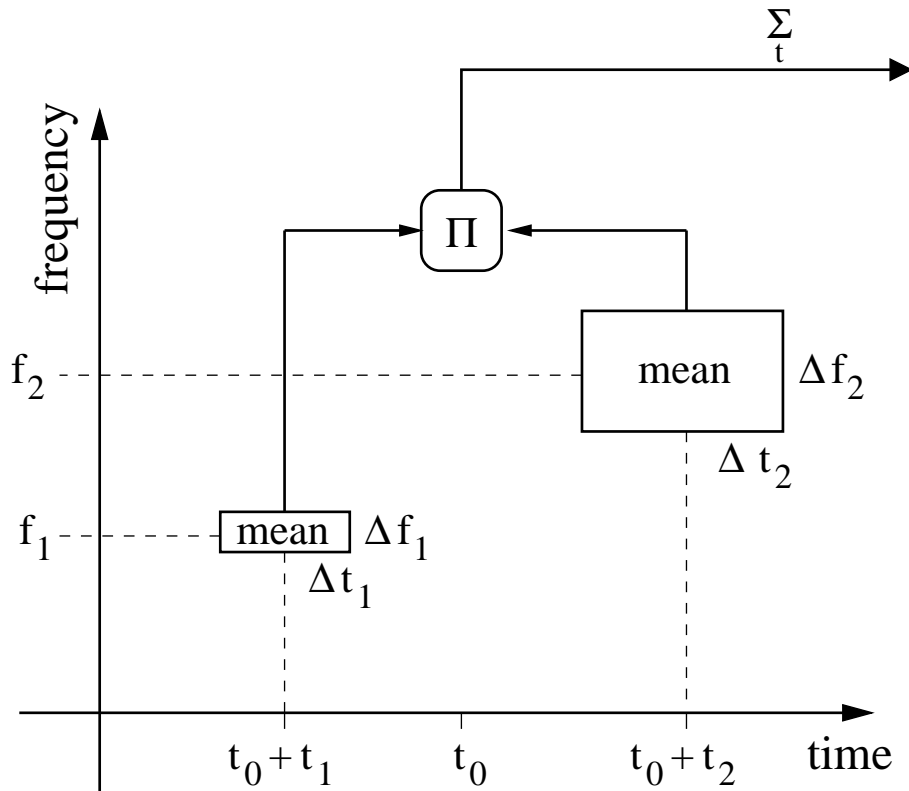 Σ
t
frequency
Π
f₂
mean
Δf₂
Δ t₂
f₁
mean
Δf₁
Δt₁
t₀ + t₁
t₀
t₀ + t₂
time